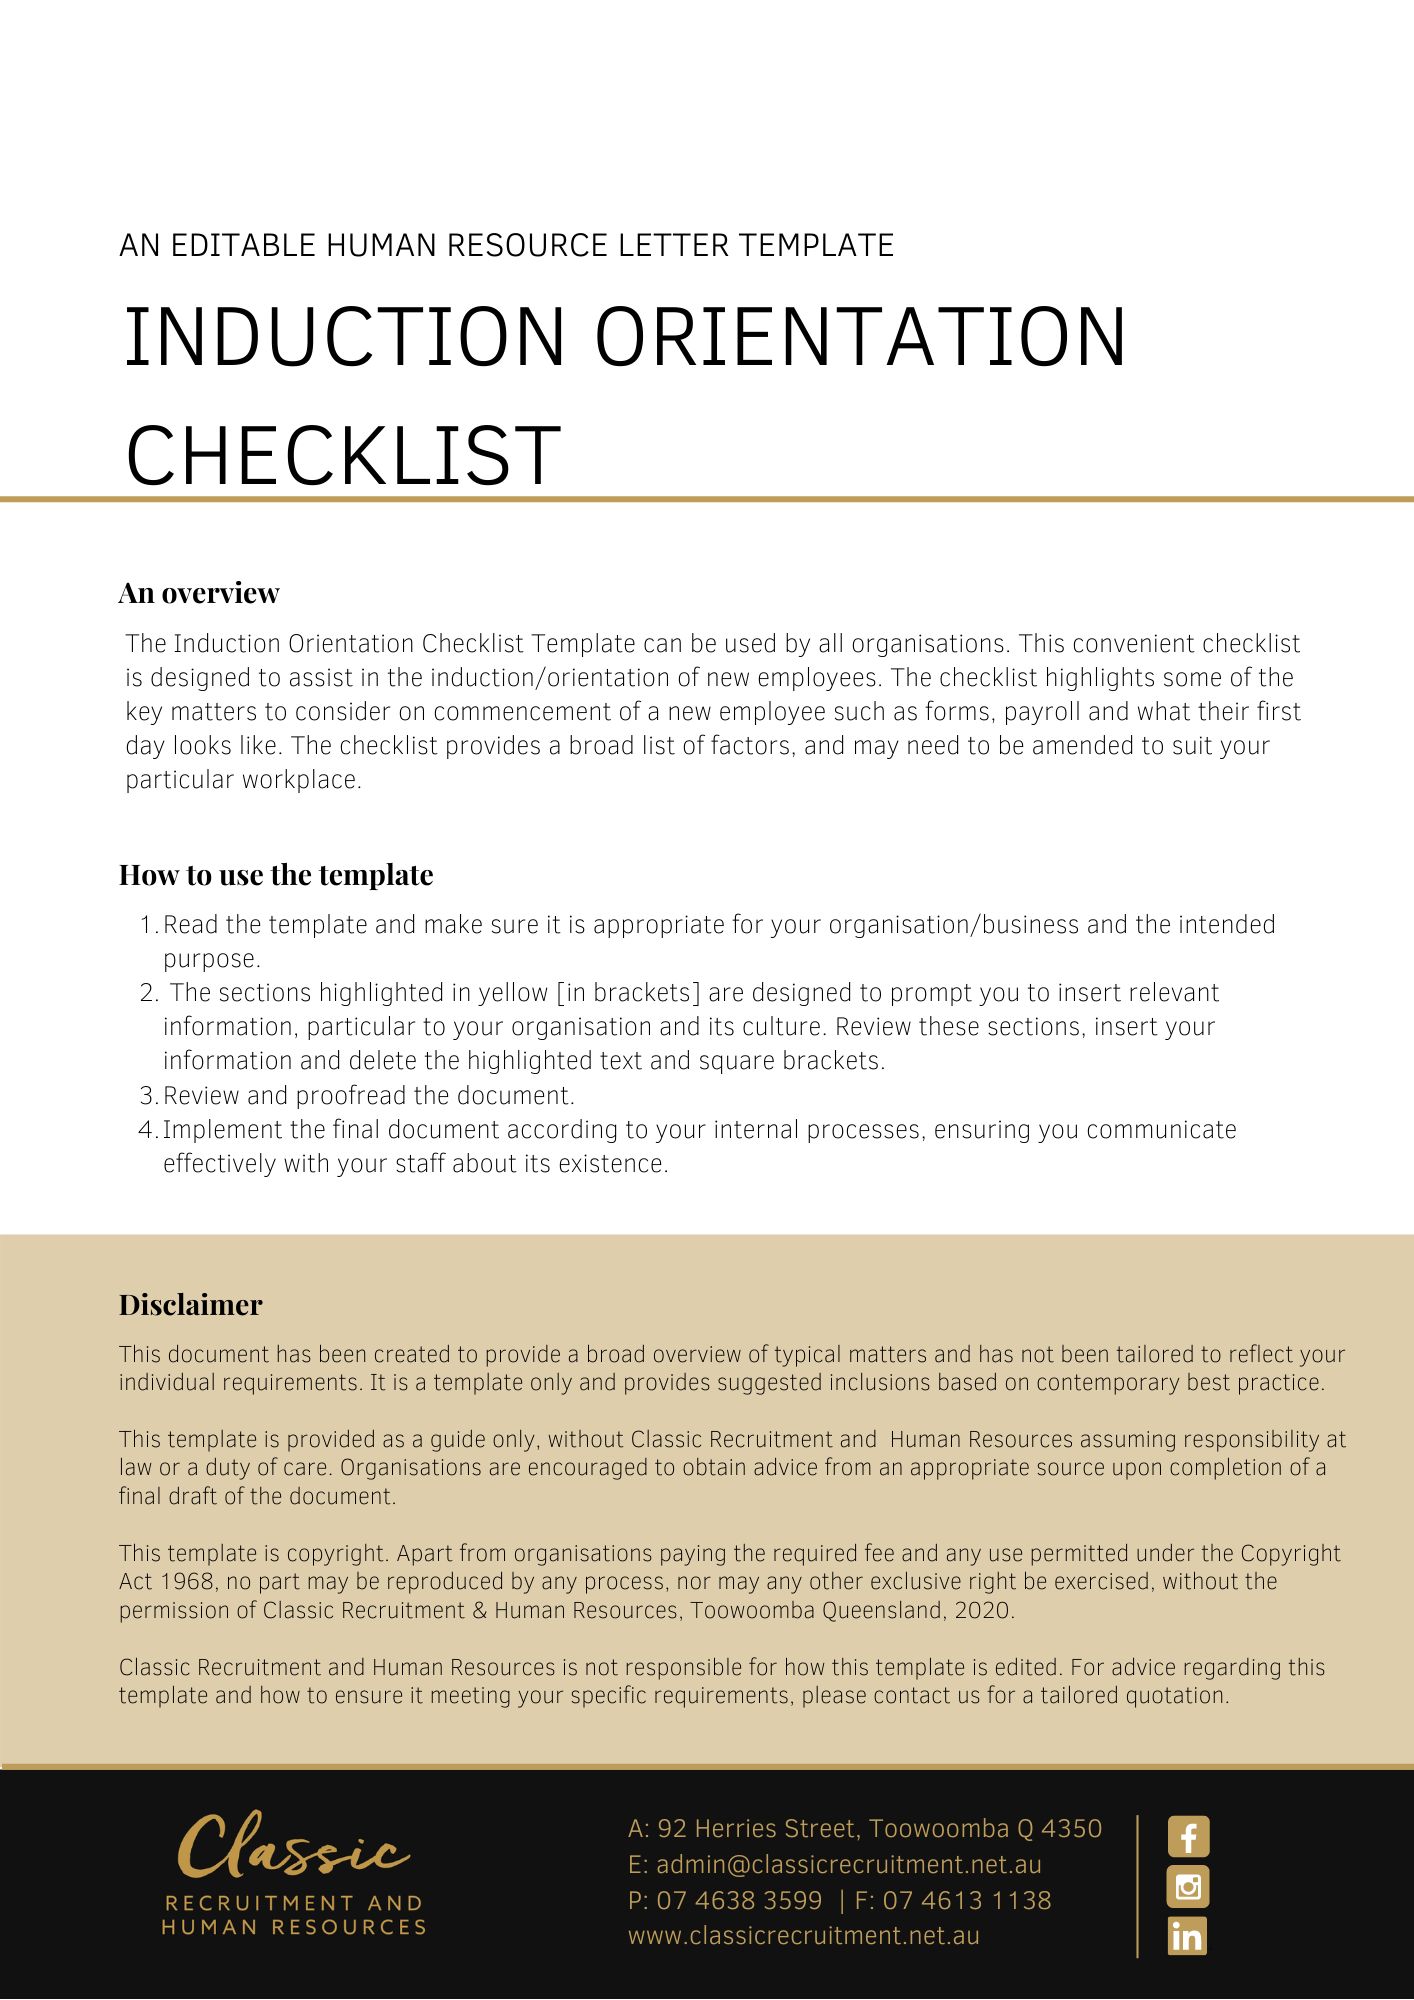 AN EDITABLE HUMAN RESOURCE LETTER TEMPLATE
INDUCTION ORIENTATION
CHECKLIST
An overview
The Induction Orientation Checklist Template can be used by all organisations. This convenient checklist
is designed to assist in the induction/orientation of new employees. The checklist highlights some of the
key matters to consider on commencement of a new employee such as forms, payroll and what their first
day looks like. The checklist provides a broad list of factors, and may need to be amended to suit your
particular workplace.
How to use the template
1. Read the template and make sure it is appropriate for your organisation/business and the intended
purpose.
2. The sections highlighted in yellow [in brackets] are designed to prompt you to insert relevant
information, particular to your organisation and its culture. Review these sections, insert your
information and delete the highlighted text and square brackets.
3. Review and proofread the document.
4. Implement the final document according to your internal processes, ensuring you communicate
effectively with your staff about its existence.
Disclaimer
This document has been created to provide a broad overview of typical matters and has not been tailored to reflect your
individual requirements. It is a template only and provides suggested inclusions based on contemporary best practice.
This template is provided as a guide only, without Classic Recruitment and Human Resources assuming responsibility at
law or a duty of care. Organisations are encouraged to obtain advice from an appropriate source upon completion of a
final draft of the document.
This template is copyright. Apart from organisations paying the required fee and any use permitted under the Copyright
Act 1968, no part may be reproduced by any process, nor may any other exclusive right be exercised, without the
permission of Classic Recruitment & Human Resources, Toowoomba Queensland, 2020.
Classic Recruitment and Human Resources is not responsible for how this template is edited. For advice regarding this
template and how to ensure it meeting your specific requirements, please contact us for a tailored quotation.
Classic
RECRUITMENT AND
HUMAN RESOURCES
A: 92 Herries Street, Toowoomba Q 4350
E: admin@classicrecruitment.net.au
P: 07 4638 3599 | F: 07 4613 1138
www.classicrecruitment.net.au